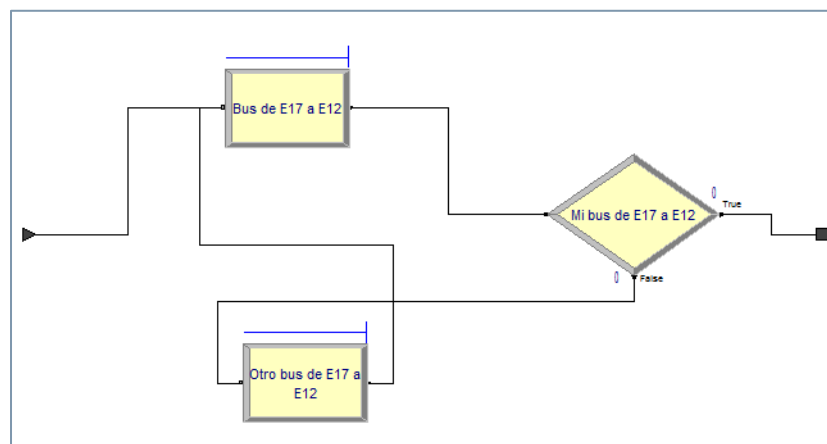 Bus de E17 a E12
0
Mi bus de E17 a E12
True
0
False
Otro bus de E17 a
E12